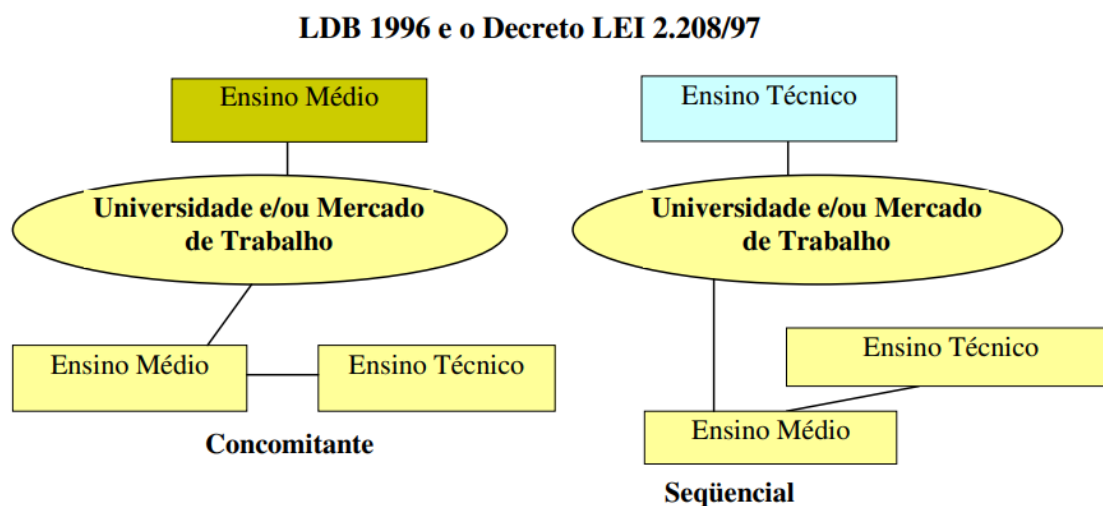 LDB 1996 e o Decreto LEI 2.208/97
Ensino Médio
Ensino Técnico
Universidade e/ou Mercado
de Trabalho
Universidade e/ou Mercado
de Trabalho
Ensino Médio
Ensino Técnico
Ensino Técnico
Ensino Médio
Concomitante
Seqüencial